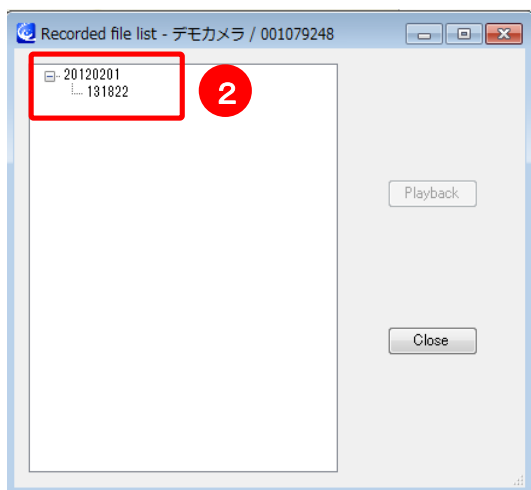 Recorded file list - デモカメラ / 001079248
20120201
131822
2
Playback
Close